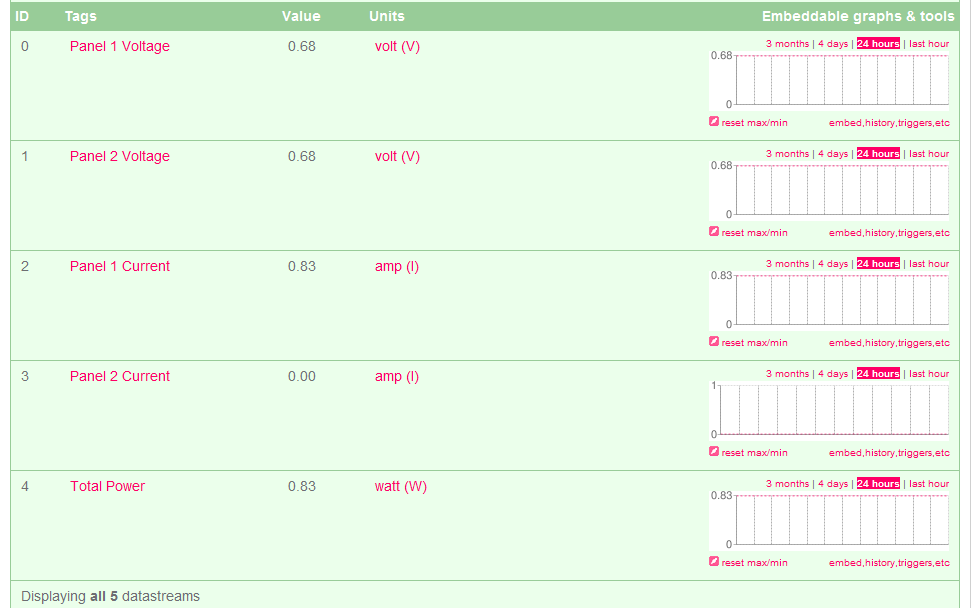 ID Tags Value Units Embeddable graphs & tools
0 Panel 1 Voltage 0.68 volt (V) 3 months | 4 days | 24 hours | last hour
0.68
0
reset max/min embed,history,triggers,etc
1 Panel 2 Voltage 0.68 volt (V) 3 months | 4 days | 24 hours | last hour
0.68
0
reset max/min embed,history,triggers,etc
2 Panel 1 Current 0.83 amp (I) 3 months | 4 days | 24 hours | last hour
0.83
0
reset max/min embed,history,triggers,etc
3 Panel 2 Current 0.00 amp (I) 3 months | 4 days | 24 hours | last hour
1
0
reset max/min embed,history,triggers,etc
4 Total Power 0.83 watt (W) 3 months | 4 days | 24 hours | last hour
0.83
0
reset max/min embed,history,triggers,etc
Displaying all 5 datastreams